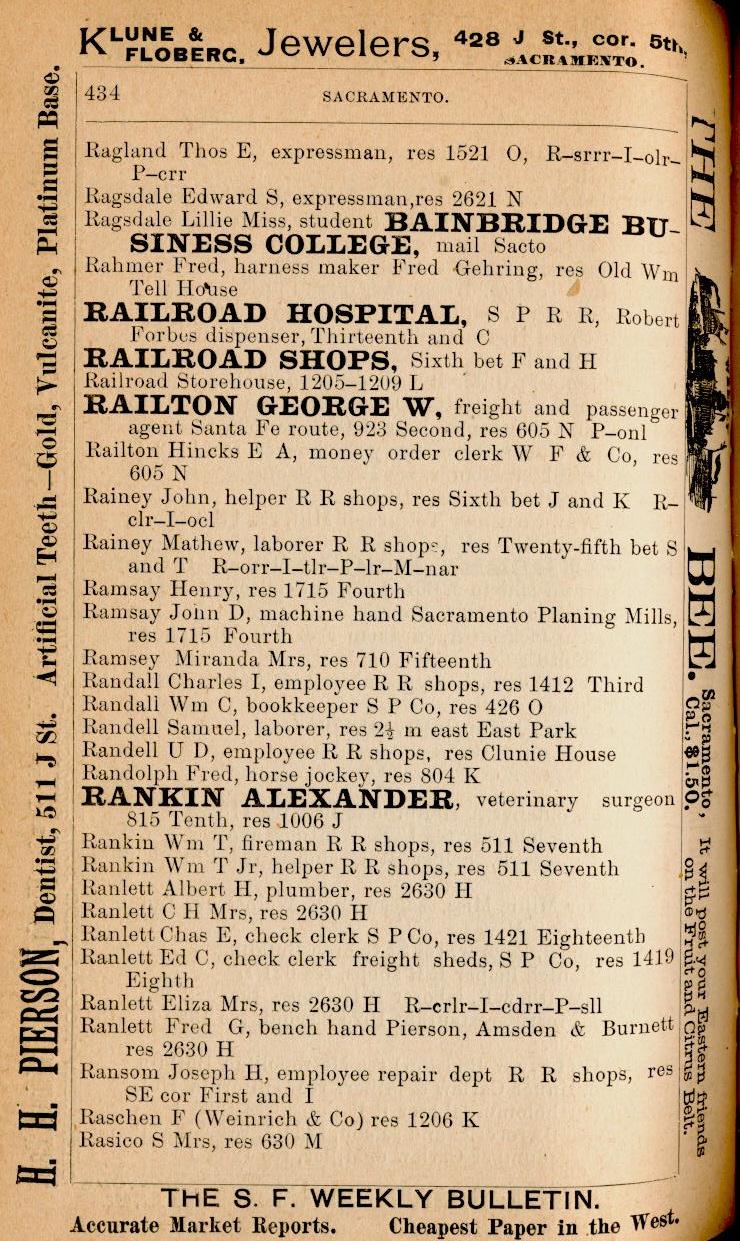 KLUNE & FLOBERG, Jewelers, 428 J St., cor. 5th, SACRAMENTO.
434 SACRAMENTO.
Ragland Thos E, expressman, res 1521 O, R–srrr–I–olr–
P–crr
Ragsdale Edward S, expressman,res 2621 N
Ragsdale Lillie Miss, student BAINBRIDGE BU-
SINESS COLLEGE, mail Sacto
Rahmer Fred, harness maker Fred Gehring, res Old Wm
Tell House
RAILROAD HOSPITAL, S P R R, Robert
Forbes dispenser, Thirteenth and C
RAILROAD SHOPS, Sixth bet F and H
Railroad Storehouse, 1205–1209 L
RAILTON GEORGE W, freight and passenger
agent Santa Fe route, 923 Second, res 605 N P–onl
Railton Hincks E A, money order clerk W F & Co, res
605 N
Rainey John, helper R R shops, res Sixth bet J and K R–
clr–I–ocl
Rainey Mathew, laborer R R shops, res Twenty-fifth bet S
and T R–orr–I–tlr–P–lr–M–nar
Ramsay Henry, res 1715 Fourth
Ramsay John D, machine hand Sacramento Planing Mills,
res 1715 Fourth
Ramsey Miranda Mrs, res 710 Fifteenth
Randall Charles I, employee R R shops, res 1412 Third
Randall Wm C, bookkeeper S P Co, res 426 O
Randell Samuel, laborer, res 2½ m east East Park
Randell U D, employee R R shops, res Clunie House
Randolph Fred, horse jockey, res 804 K
RANKIN ALEXANDER, veterinary surgeon
815 Tenth, res 1006 J
Rankin Wm T, fireman R R shops, res 511 Seventh
Rankin Wm T Jr, helper R R shops, res 511 Seventh
Ranlett Albert H, plumber, res 2630 H
Ranlett C H Mrs, res 2630 H
Ranlett Chas E, check clerk S P Co, res 1421 Eighteenth
Ranlett Ed C, check clerk freight sheds, S P Co, res 1419
Eighth
Ranlett Eliza Mrs, res 2630 H R–crlr–I–cdrr–P–sll
Ranlett Fred G, bench hand Pierson, Amsden & Burnett
res 2630 H
Ransom Joseph H, employee repair dept R R shops, res
SE cor First and I
Raschen F (Weinrich & Co) res 1206 K
Rasico S Mrs, res 630 M
THE S. F. WEEKLY BULLETIN.
Accurate Market Reports. Cheapest Paper in the West.
H. H. PIERSON, Dentist, 511 J St. Artificial Teeth—Gold, Vulcanite, Platinum Base.
THE BEE.
Sacramento, Cal., $1.50.
It will post your Eastern friends
on the Fruit and Citrus Belt.